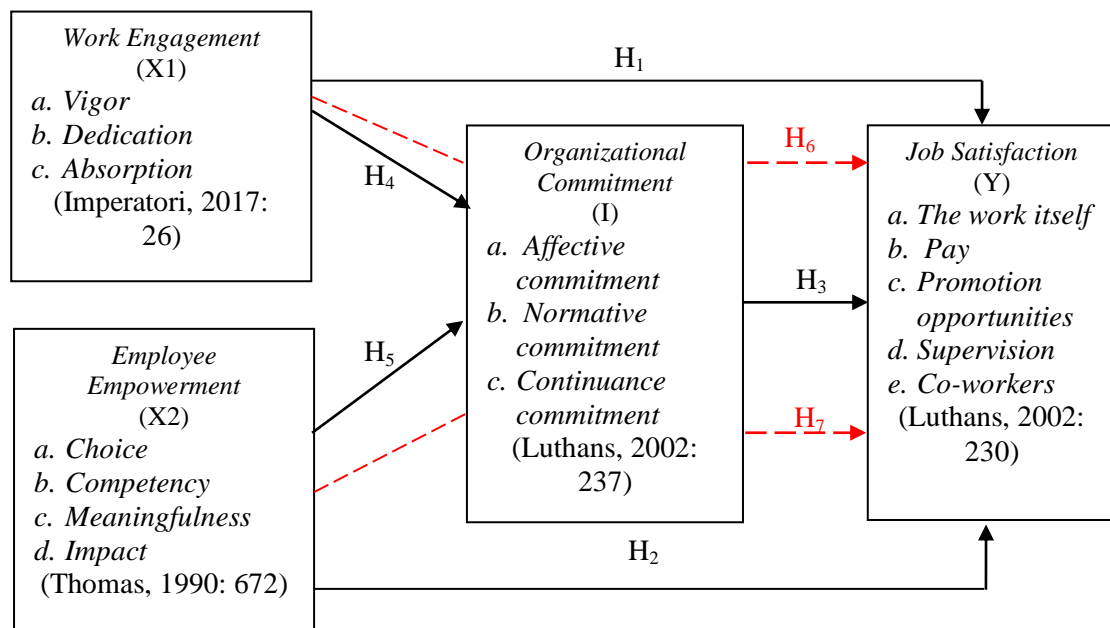 Work Engagement
(X1)
a. Vigor
b. Dedication
c. Absorption
(Imperatori, 2017:
26)
H1
H4
Organizational
Commitment
(I)
a. Affective
commitment
b. Normative
commitment
c. Continuance
commitment
(Luthans, 2002:
237)
H6
H3
H7
Job Satisfaction
(Y)
a. The work itself
b. Pay
c. Promotion
opportunities
d. Supervision
e. Co-workers
(Luthans, 2002:
230)
Employee
Empowerment
(X2)
a. Choice
b. Competency
c. Meaningfulness
d. Impact
(Thomas, 1990: 672)
H5
H2